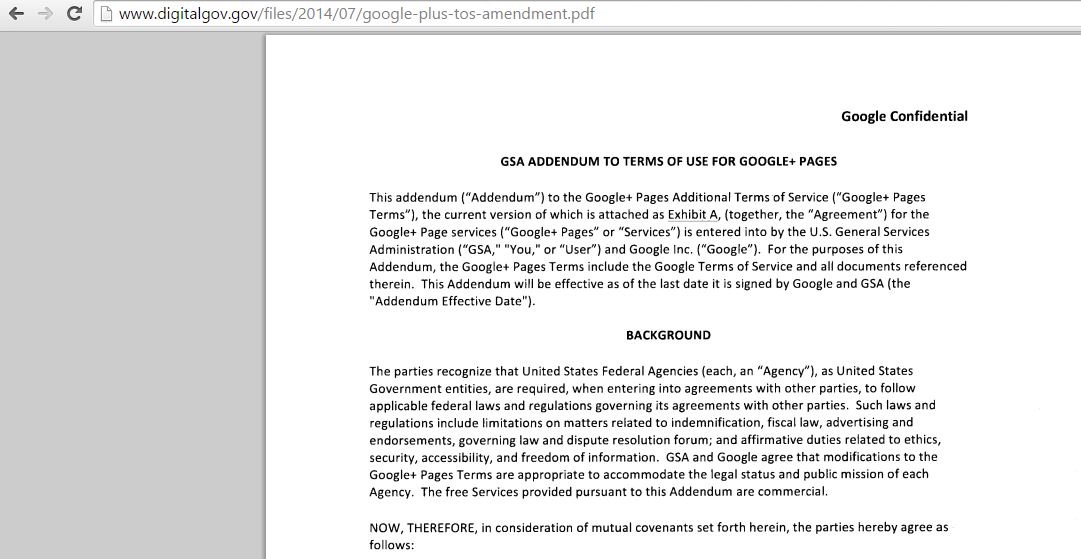 www.digitalgov.gov/files/2014/07/google-plus-tos-amendment.pdf
Google Confidential
GSA ADDENDUM TO TERMS OF USE FOR GOOGLE+ PAGES
This addendum (“Addendum”) to the Google+ Pages Additional Terms of Service (“Google+ Pages
Terms”), the current version of which is attached as Exhibit A, (together, the “Agreement”) for the
Google+ Page services (“Google+ Pages” or “Services”) is entered into by the U.S. General Services
Administration (“GSA," "You," or “User”) and Google Inc. (“Google”).  For the purposes of this
Addendum, the Google+ Pages Terms include the Google Terms of Service and all documents referenced
therein.  This Addendum will be effective as of the last date it is signed by Google and GSA (the
"Addendum Effective Date").
BACKGROUND
The parties recognize that United States Federal Agencies (each, an “Agency”), as United States
Government entities, are required, when entering into agreements with other parties, to follow
applicable federal laws and regulations governing its agreements with other parties.  Such laws and
regulations include limitations on matters related to indemnification, fiscal law, advertising and
endorsements, governing law and dispute resolution forum; and affirmative duties related to ethics,
security, accessibility, and freedom of information.  GSA and Google agree that modifications to the
Google+ Pages Terms are appropriate to accommodate the legal status and public mission of each
Agency.  The free Services provided pursuant to this Addendum are commercial.
NOW, THEREFORE, in consideration of mutual covenants set forth herein, the parties hereby agree as
follows: